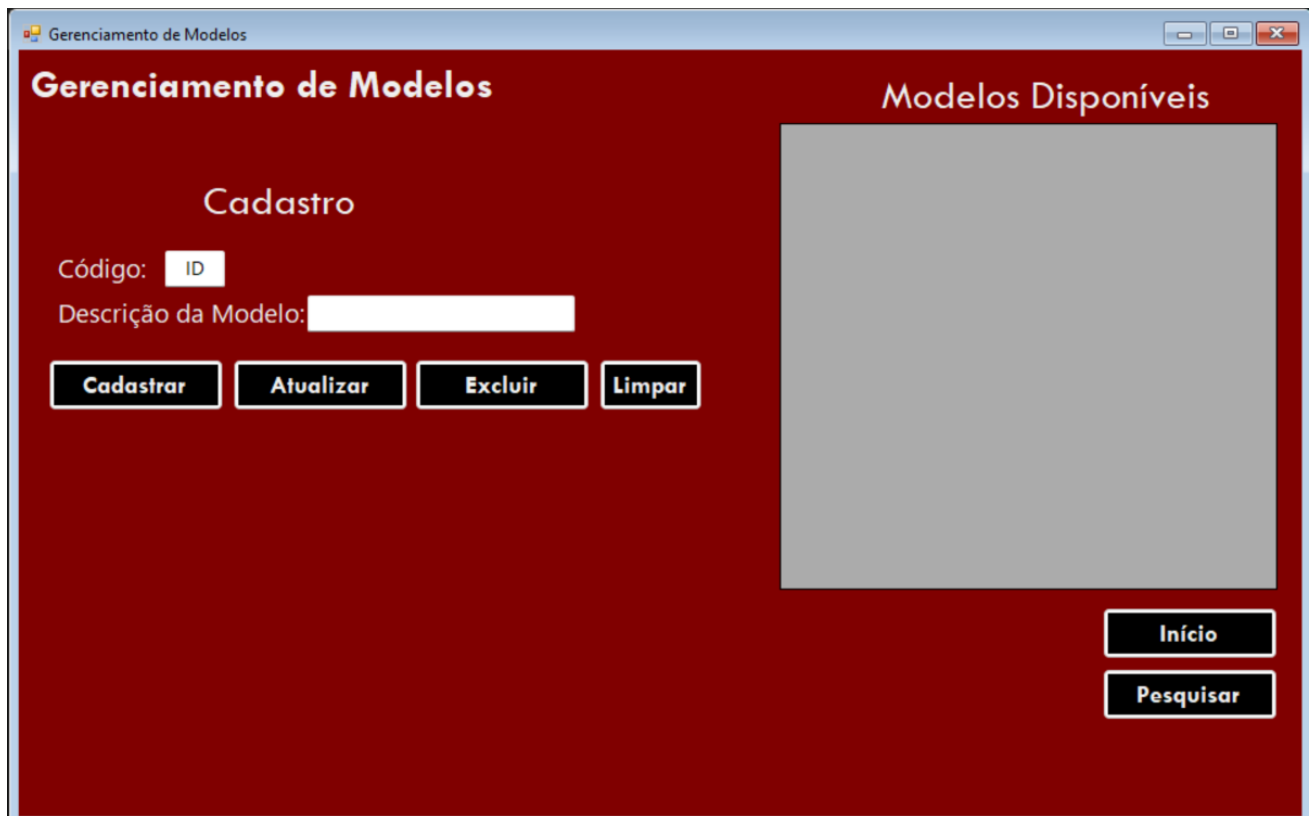 Gerenciamento de Modelos
Gerenciamento de Modelos
Modelos Disponíveis
Cadastro
Código: ID
Descrição da Modelo:
Cadastrar Atualizar Excluir Limpar
Início
Pesquisar